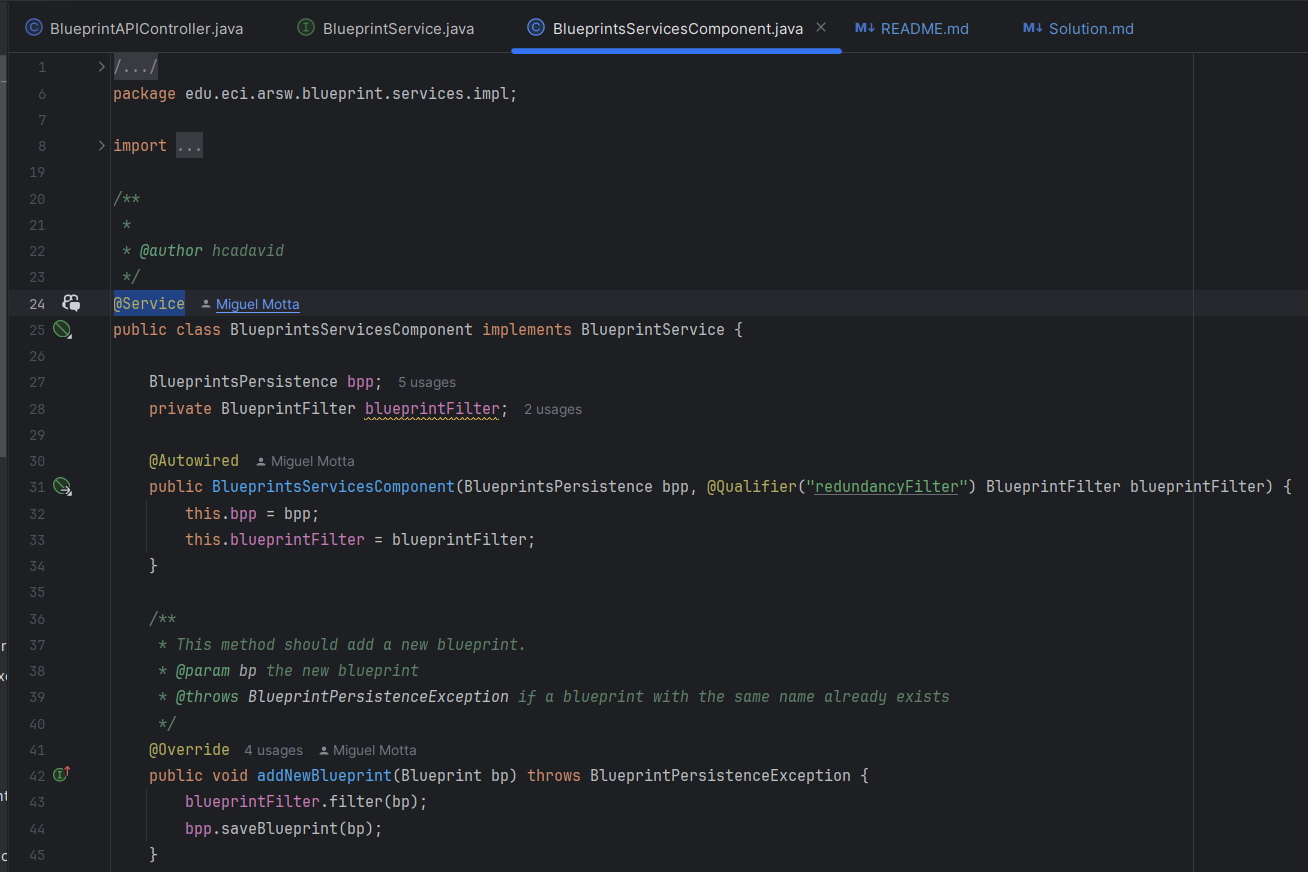 BlueprintAPIController.java BlueprintService.java BlueprintsServicesComponent.java README.md Solution.md
1 /.../
6 package edu.eci.arsw.blueprint.services.impl;
7
8 import ...
19
20 /**
21 *
22 * @author hcadavid
23 */
24 @Service Miguel Motta
25 public class BlueprintsServicesComponent implements BlueprintService {
26
27 BlueprintsPersistence bpp; 5 usages
28 private BlueprintFilter blueprintFilter; 2 usages
29
30 @Autowired Miguel Motta
31 public BlueprintsServicesComponent(BlueprintsPersistence bpp, @Qualifier("redundancyFilter") BlueprintFilter blueprintFilter) {
32 this.bpp = bpp;
33 this.blueprintFilter = blueprintFilter;
34 }
35
36 /**
37 * This method should add a new blueprint.
38 * @param bp the new blueprint
39 * @throws BlueprintPersistenceException if a blueprint with the same name already exists
40 */
41 @Override 4 usages Miguel Motta
42 public void addNewBlueprint(Blueprint bp) throws BlueprintPersistenceException {
43 blueprintFilter.filter(bp);
44 bpp.saveBlueprint(bp);
45 }